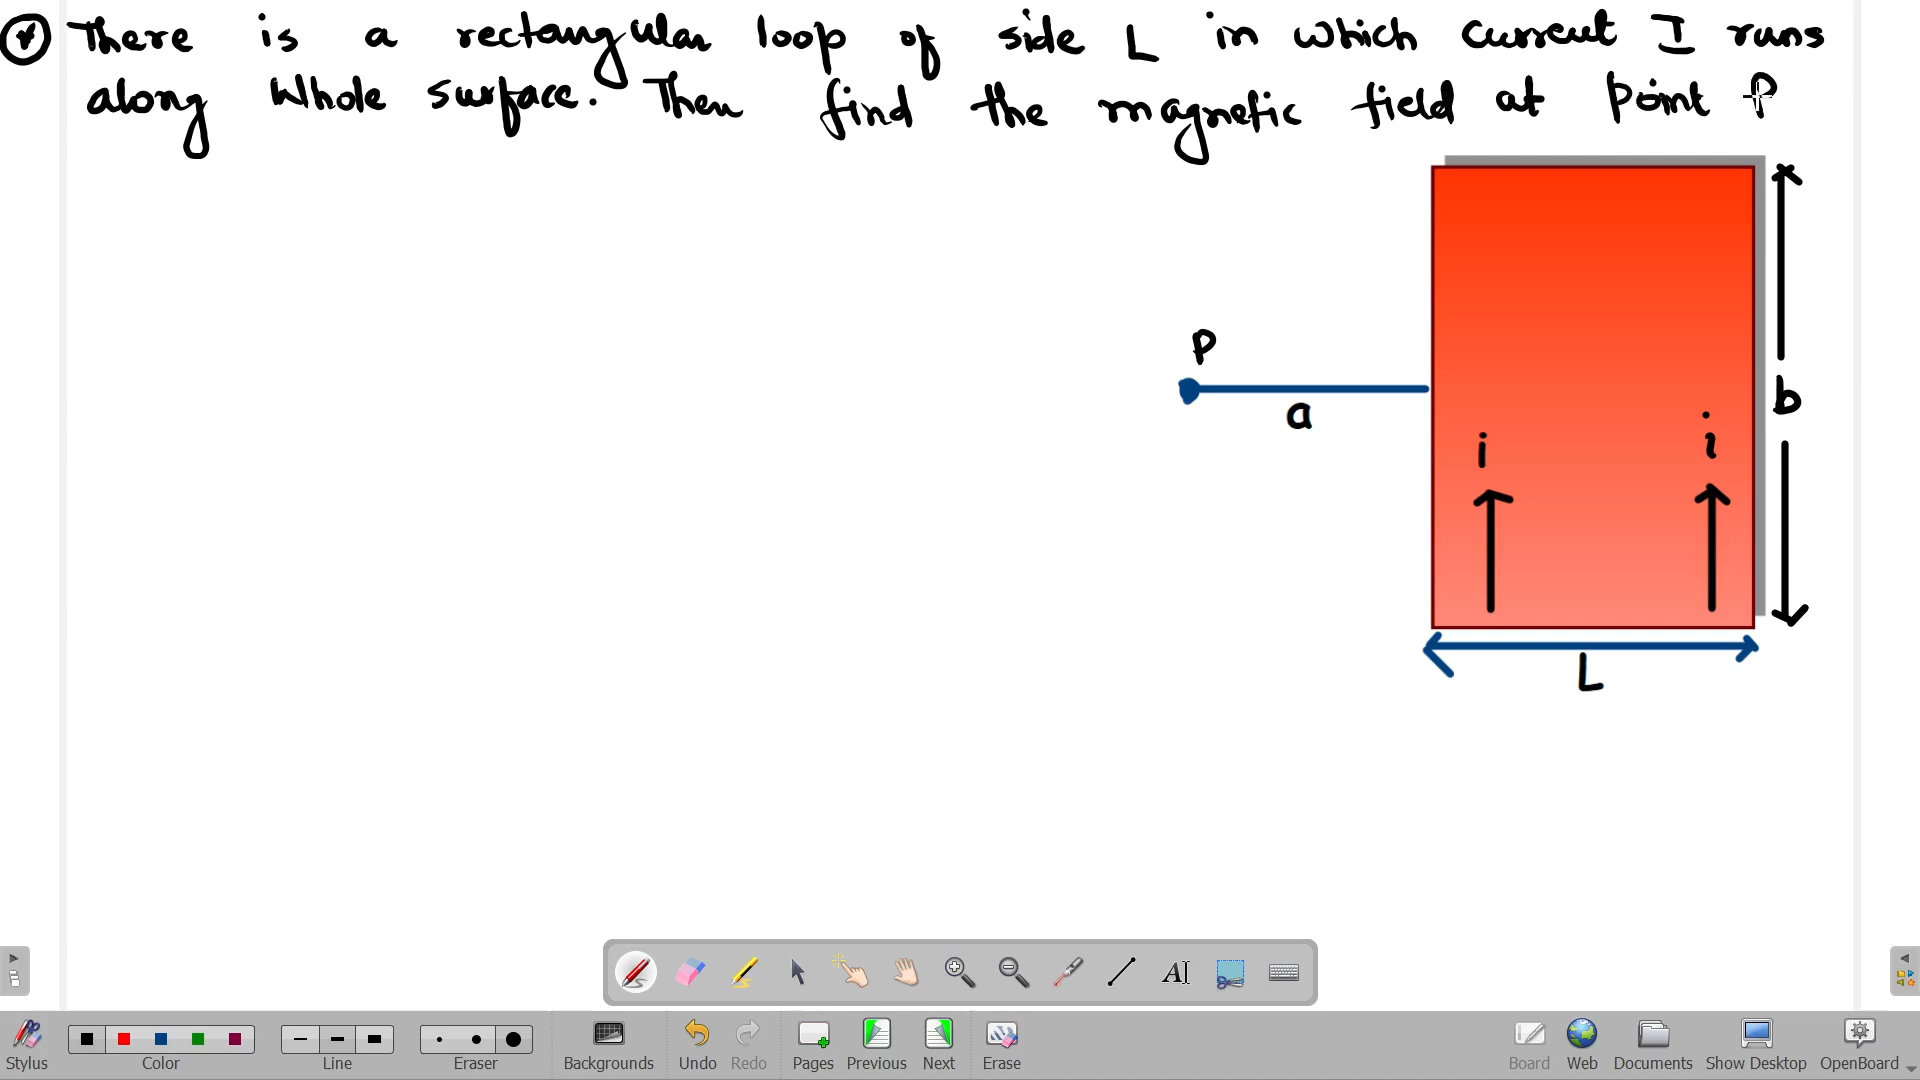 There is a rectangular loop of side L in which current I runs
along whole surface. Then find the magnetic field at point P
P
a
b
i
i
L
Stylus
Color
Line
Eraser
Backgrounds
Undo
Redo
Pages
Previous
Next
Erase
Board
Web
Documents
Show Desktop
OpenBoard
AI